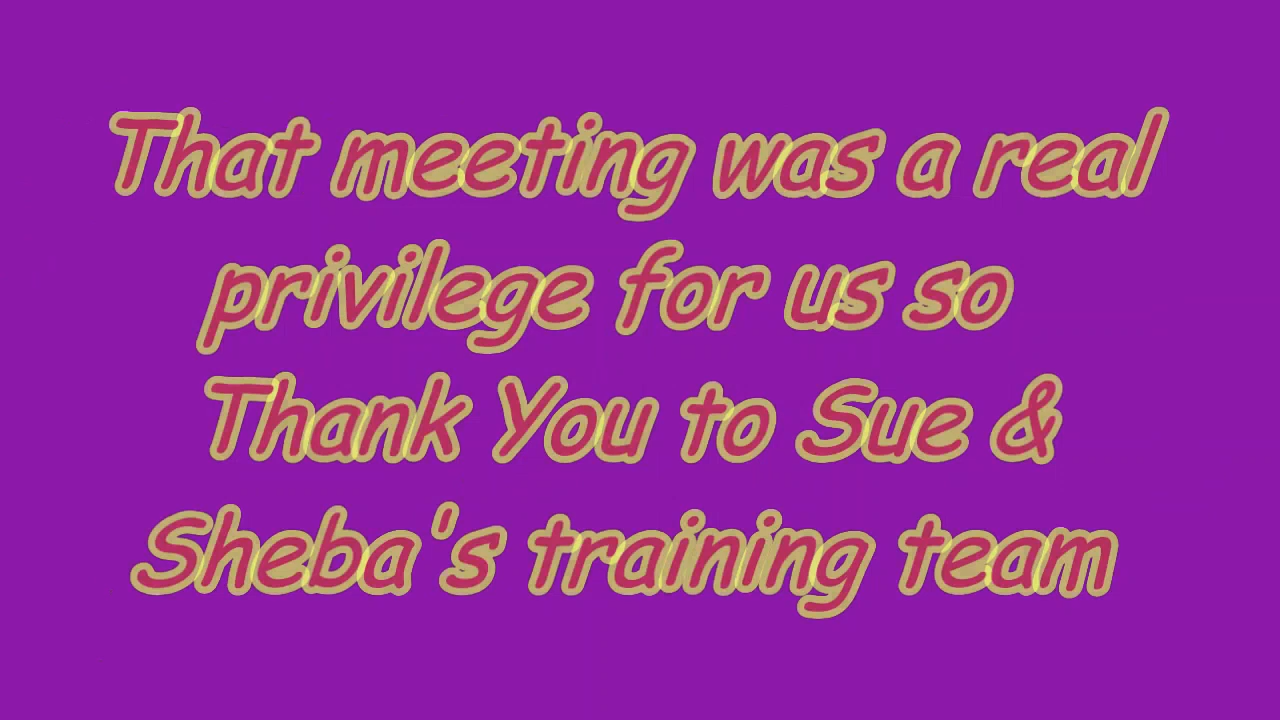 That meeting was a real
privilege for us so
Thank You to Sue &
Sheba's training team